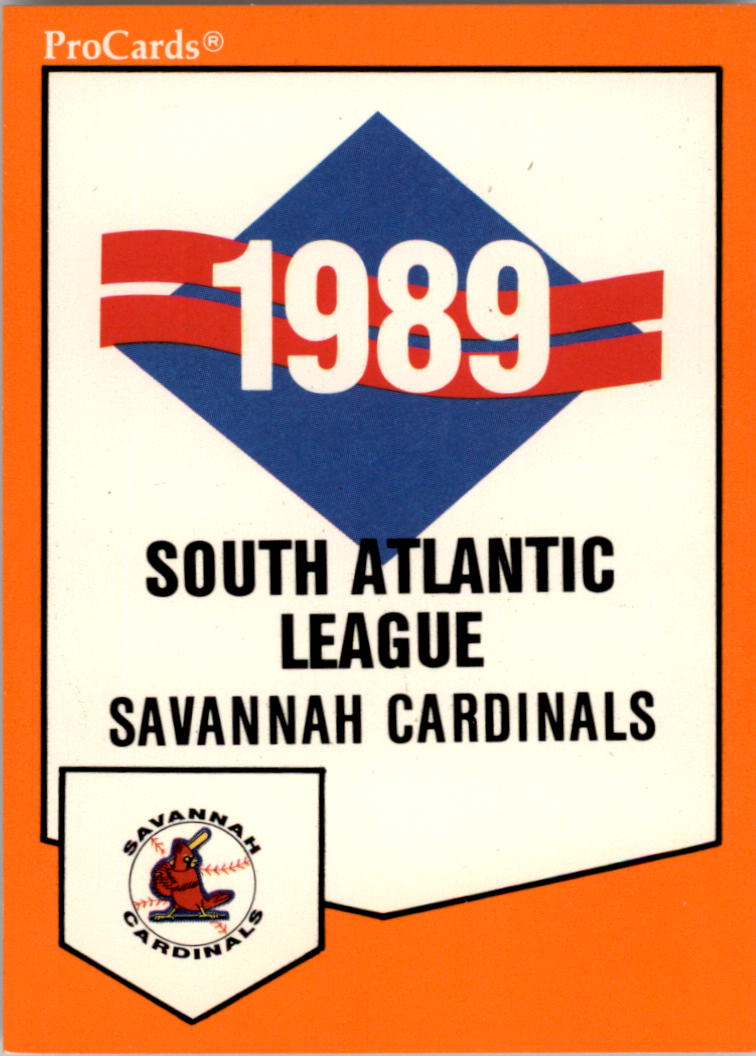 ProCards®
1989
SOUTH ATLANTIC
LEAGUE
SAVANNAH CARDINALS
SAVANNAH
CARDINALS